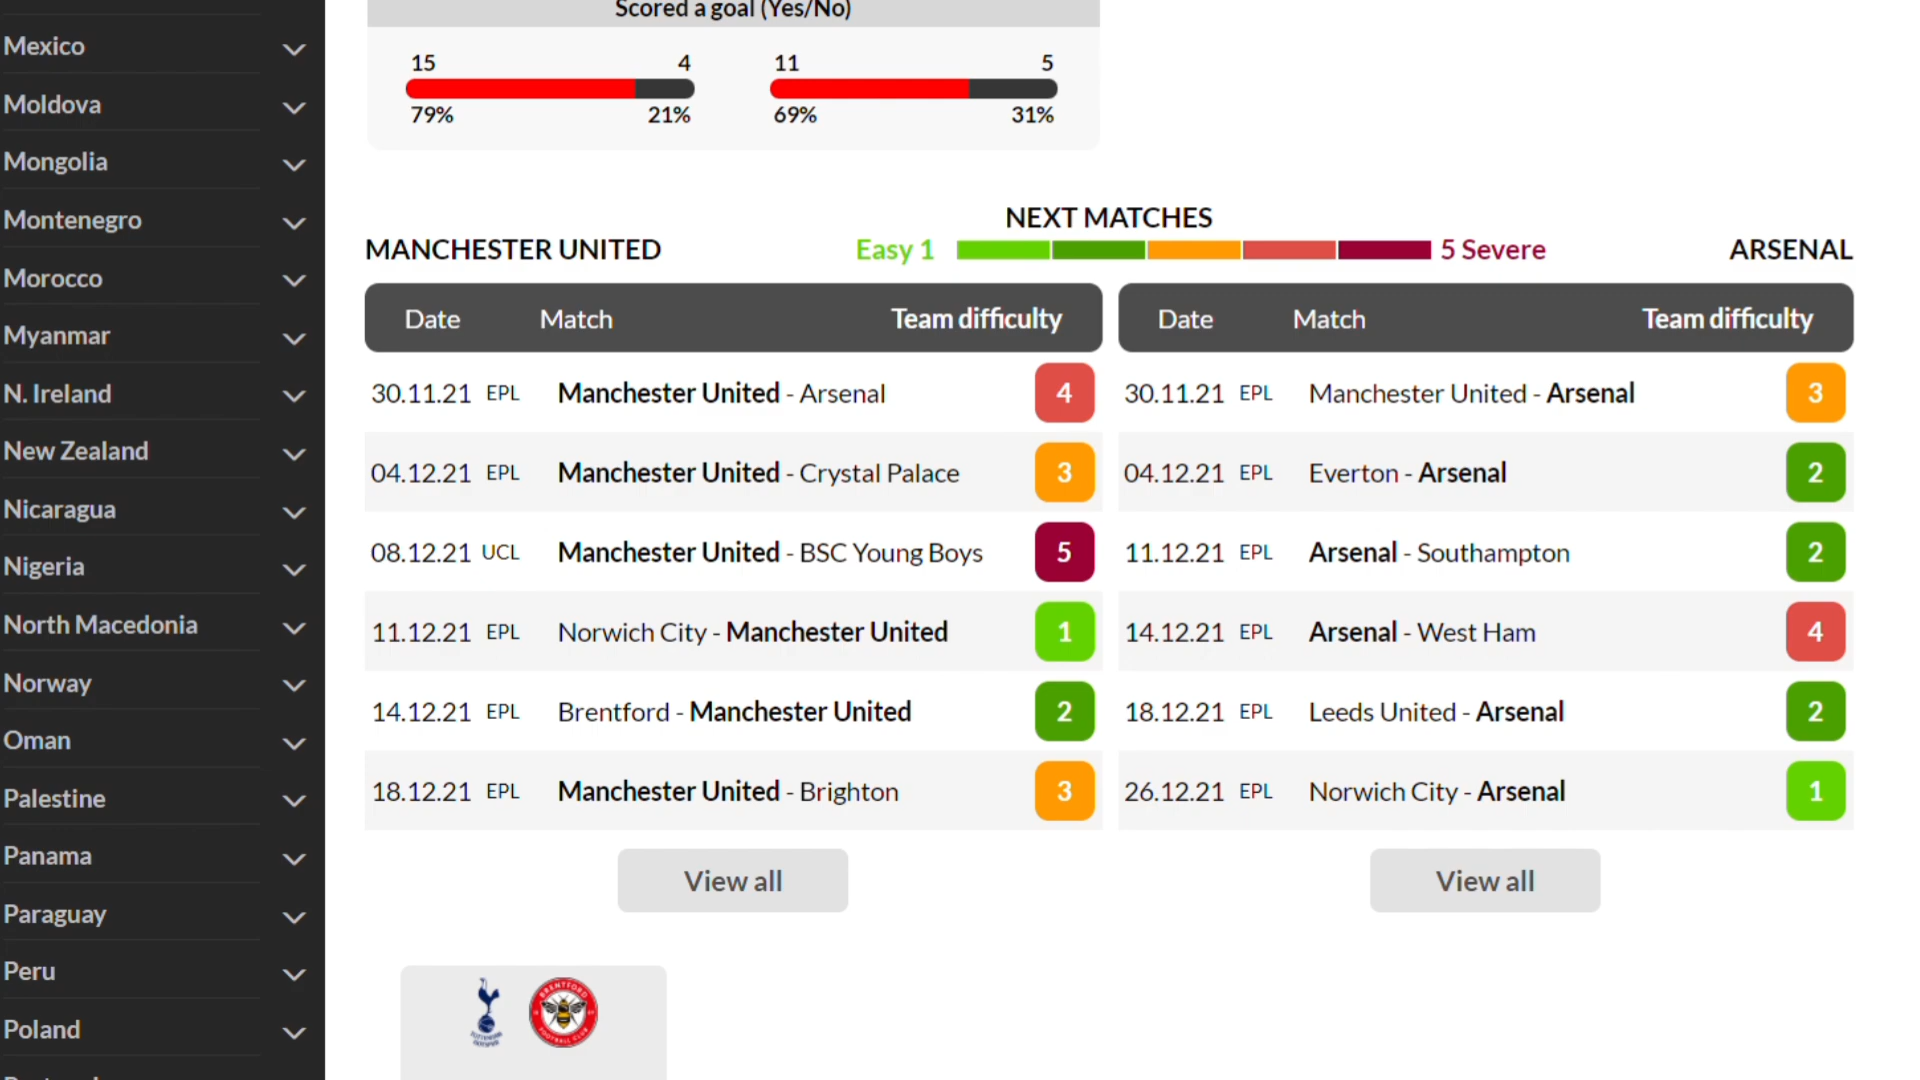 Mexico
Moldova
Mongolia
Montenegro
Morocco
Myanmar
N. Ireland
New Zealand
Nicaragua
Nigeria
North Macedonia
Norway
Oman
Palestine
Panama
Paraguay
Peru
Poland
Scored a goal (Yes/No)
15 4 11 5
79% 21% 69% 31%
NEXT MATCHES
MANCHESTER UNITED Easy 1 5 Severe ARSENAL
Date Match Team difficulty
30.11.21 EPL Manchester United - Arsenal 4
04.12.21 EPL Manchester United - Crystal Palace 3
08.12.21 UCL Manchester United - BSC Young Boys 5
11.12.21 EPL Norwich City - Manchester United 1
14.12.21 EPL Brentford - Manchester United 2
18.12.21 EPL Manchester United - Brighton 3
View all
Date Match Team difficulty
30.11.21 EPL Manchester United - Arsenal 3
04.12.21 EPL Everton - Arsenal 2
11.12.21 EPL Arsenal - Southampton 2
14.12.21 EPL Arsenal - West Ham 4
18.12.21 EPL Leeds United - Arsenal 2
26.12.21 EPL Norwich City - Arsenal 1
View all
BRENTFORD
FOOTBALL CLUB